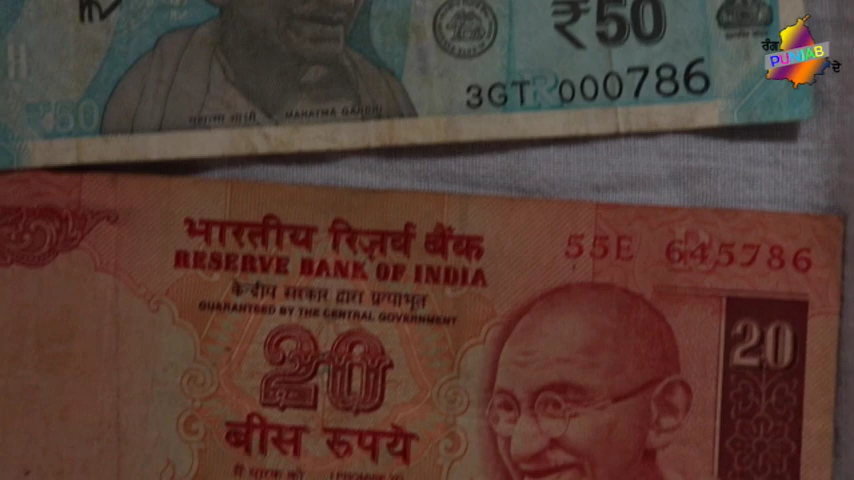 ₹50
3GT 000786
50
महात्मा गांधी MAHATMA GANDHI
ਰੰਗ
PUNJAB
ਦੇ
भारतीय रिज़र्व बैंक
RESERVE BANK OF INDIA
केन्द्रीय सरकार द्वारा प्रत्याभूत
GUARANTEED BY THE CENTRAL GOVERNMENT
55E 645786
20
20
बीस रुपये